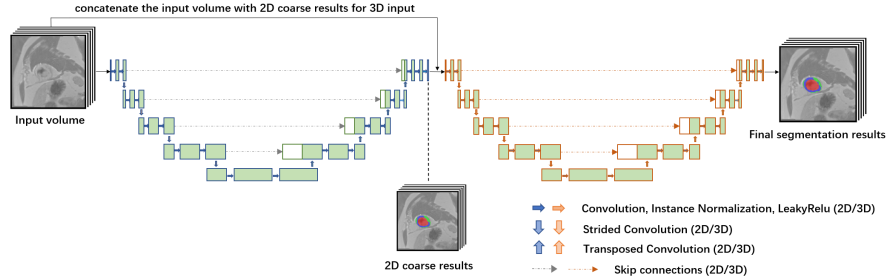 concatenate the input volume with 2D coarse results for 3D input
Input volume
Final segmentation results
2D coarse results
Convolution, Instance Normalization, LeakyRelu (2D/3D)
Strided Convolution (2D/3D)
Transposed Convolution (2D/3D)
Skip connections (2D/3D)